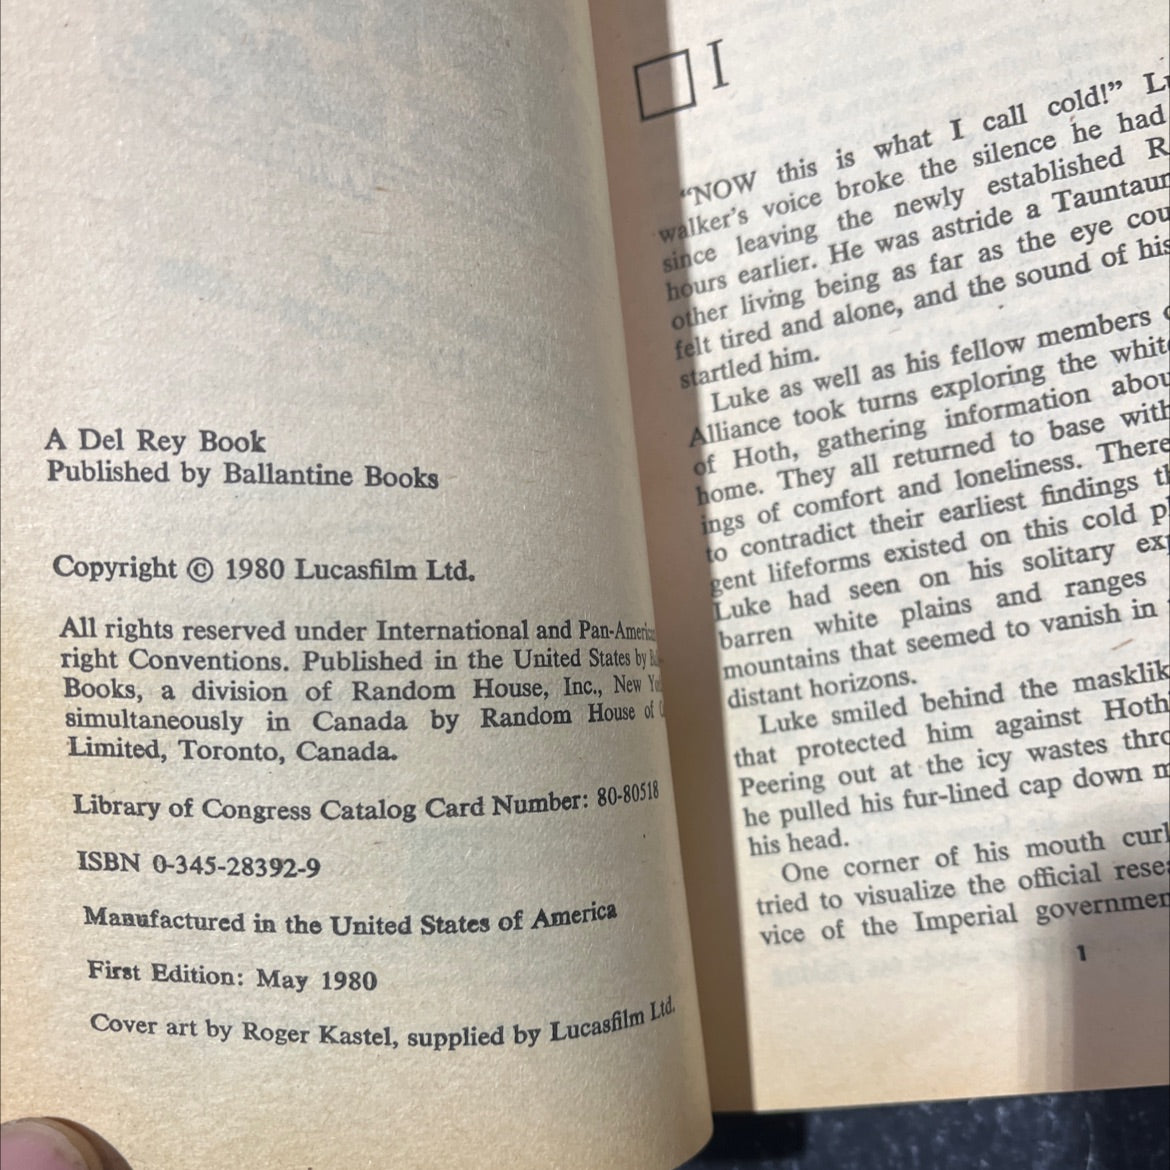 A Del Rey Book
Published by Ballantine Books
Copyright © 1980 Lucasfilm Ltd.
All rights reserved under International and Pan-American
right Conventions. Published in the United States by
Books, a division of Random House, Inc., New
simultaneously in Canada by Random House of
Limited, Toronto, Canada.
Library of Congress Catalog Card Number: 80-80518
ISBN 0-345-28392-9
Manufactured in the United States of America
First Edition: May 1980
Cover art by Roger Kastel, supplied by Lucasfilm Ltd.
I
“NOW this is what I call cold!”
walker’s voice broke the silence he had
since leaving the newly established
hours earlier. He was astride a Tauntaun
other living being as far as the eye
felt tired and alone, and the sound of his
startled him.
Luke as well as his fellow members
Alliance took turns exploring the
of Hoth, gathering information
home. They all returned to base with
ings of comfort and loneliness. There
to contradict their earliest findings
gent lifeforms existed on this cold
Luke had seen on his solitary
barren white plains and ranges
mountains that seemed to vanish in
distant horizons.
Luke smiled behind the
that protected him against
Peering out at the icy wastes
he pulled his fur-lined cap down
his head.
One corner of his mouth
tried to visualize the official
vice of the Imperial
1